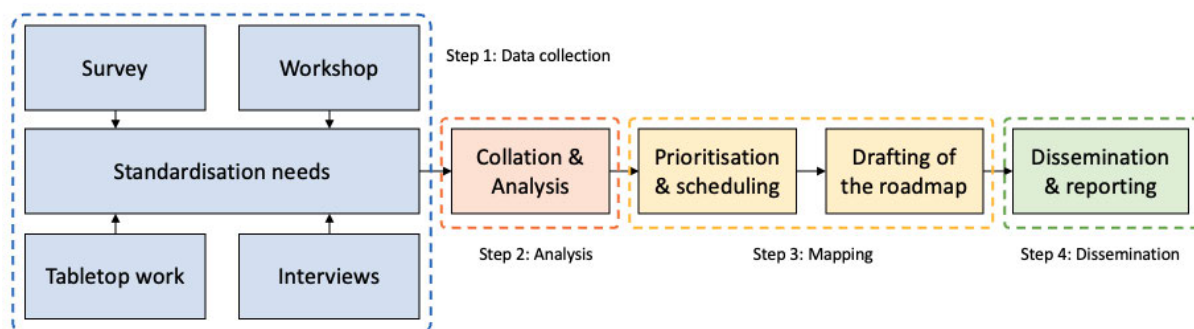 Survey
Workshop
Step 1: Data collection
Standardisation needs
Collation &
Analysis
Prioritisation
& scheduling
Drafting of
the roadmap
Dissemination
& reporting
Tabletop work
Interviews
Step 2: Analysis
Step 3: Mapping
Step 4: Dissemination